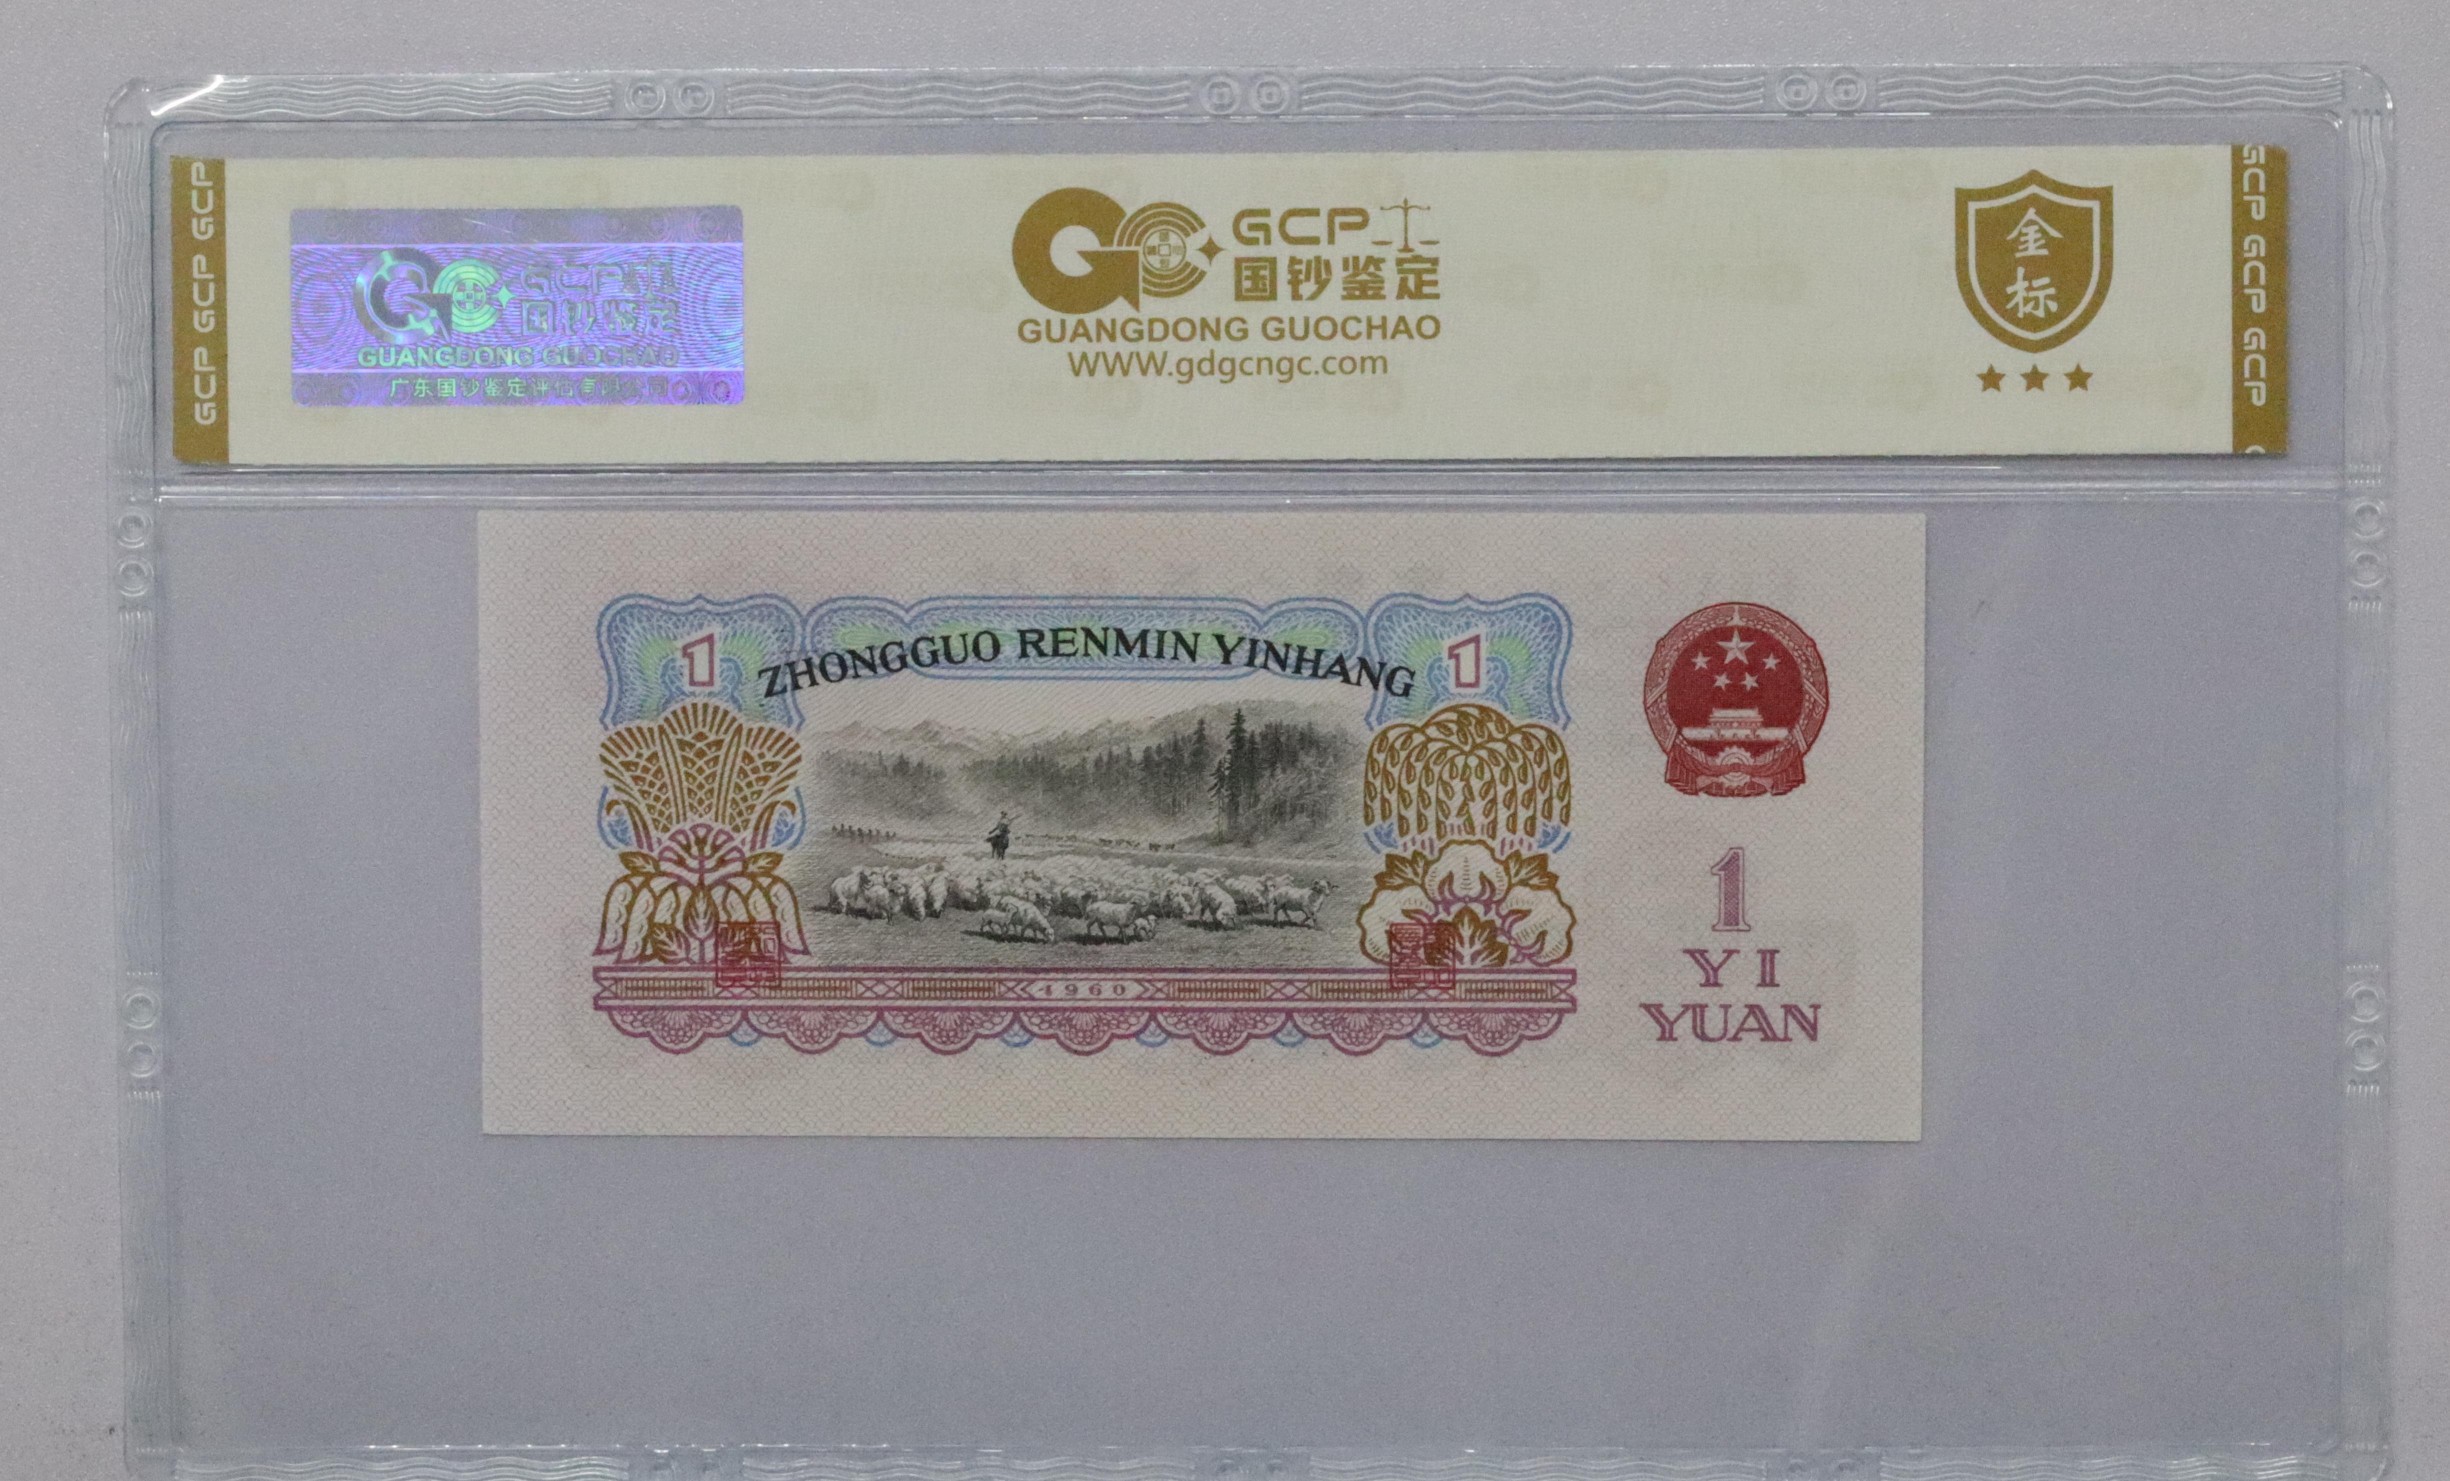 GCP GCP GCP
GCP
国钞鉴定
GUANGDONG GUOCHAO
广东国钞鉴定评估有限公司
GCP
国钞鉴定
GUANGDONG GUOCHAO
WWW.gdgcngc.com
金
标
GCP GCP GCP
1
ZHONGGUO RENMIN YINHANG
1
1960
1
YI
YUAN